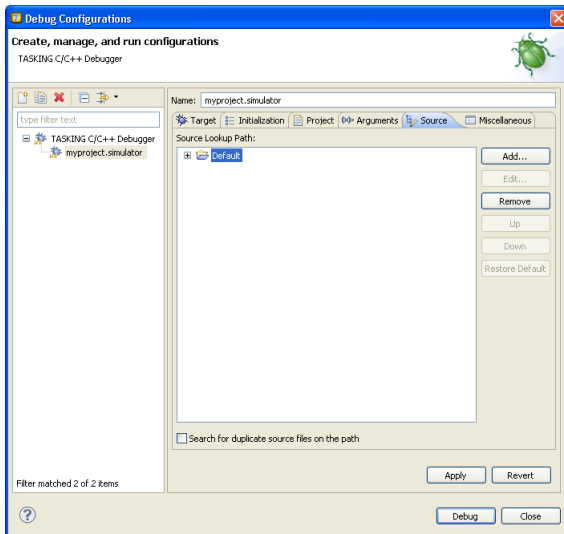 Debug Configurations
Create, manage, and run configurations
TASKING C/C++ Debugger
type filter text
TASKING C/C++ Debugger
myproject.simulator
Filter matched 2 of 2 items
Name: myproject.simulator
Target Initialization Project Arguments Source Miscellaneous
Source Lookup Path:
Default
Add...
Edit...
Remove
Up
Down
Restore Default
Search for duplicate source files on the path
Apply Revert
Debug Close